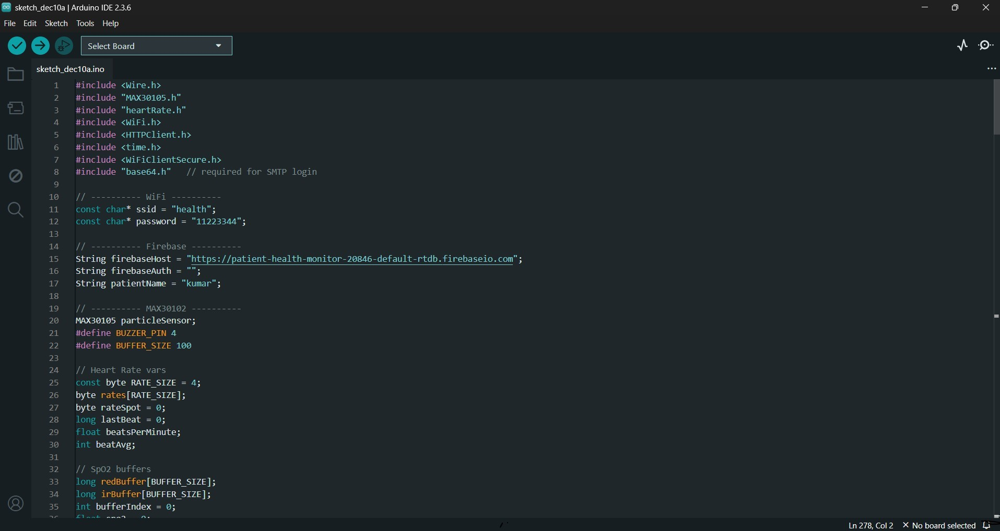 sketch_dec10a | Arduino IDE 2.3.6
File Edit Sketch Tools Help
Select Board
sketch_dec10a.ino
1 #include <Wire.h>
2 #include "MAX30105.h"
3 #include "heartRate.h"
4 #include <WiFi.h>
5 #include <HTTPClient.h>
6 #include <time.h>
7 #include <WiFiClientSecure.h>
8 #include "base64.h" // required for SMTP login
9
10 // ---------- WiFi ----------
11 const char* ssid = "health";
12 const char* password = "11223344";
13
14 // ---------- Firebase ----------
15 String firebaseHost = "https://patient-health-monitor-20846-default-rtdb.firebaseio.com";
16 String firebaseAuth = "";
17 String patientName = "kumar";
18
19 // ---------- MAX30102 ----------
20 MAX30105 particleSensor;
21 #define BUZZER_PIN 4
22 #define BUFFER_SIZE 100
23
24 // Heart Rate vars
25 const byte RATE_SIZE = 4;
26 byte rates[RATE_SIZE];
27 byte rateSpot = 0;
28 long lastBeat = 0;
29 float beatsPerMinute;
30 int beatAvg;
31
32 // SpO2 buffers
33 long redBuffer[BUFFER_SIZE];
34 long irBuffer[BUFFER_SIZE];
35 int bufferIndex = 0;
Ln 278, Col 2 No board selected